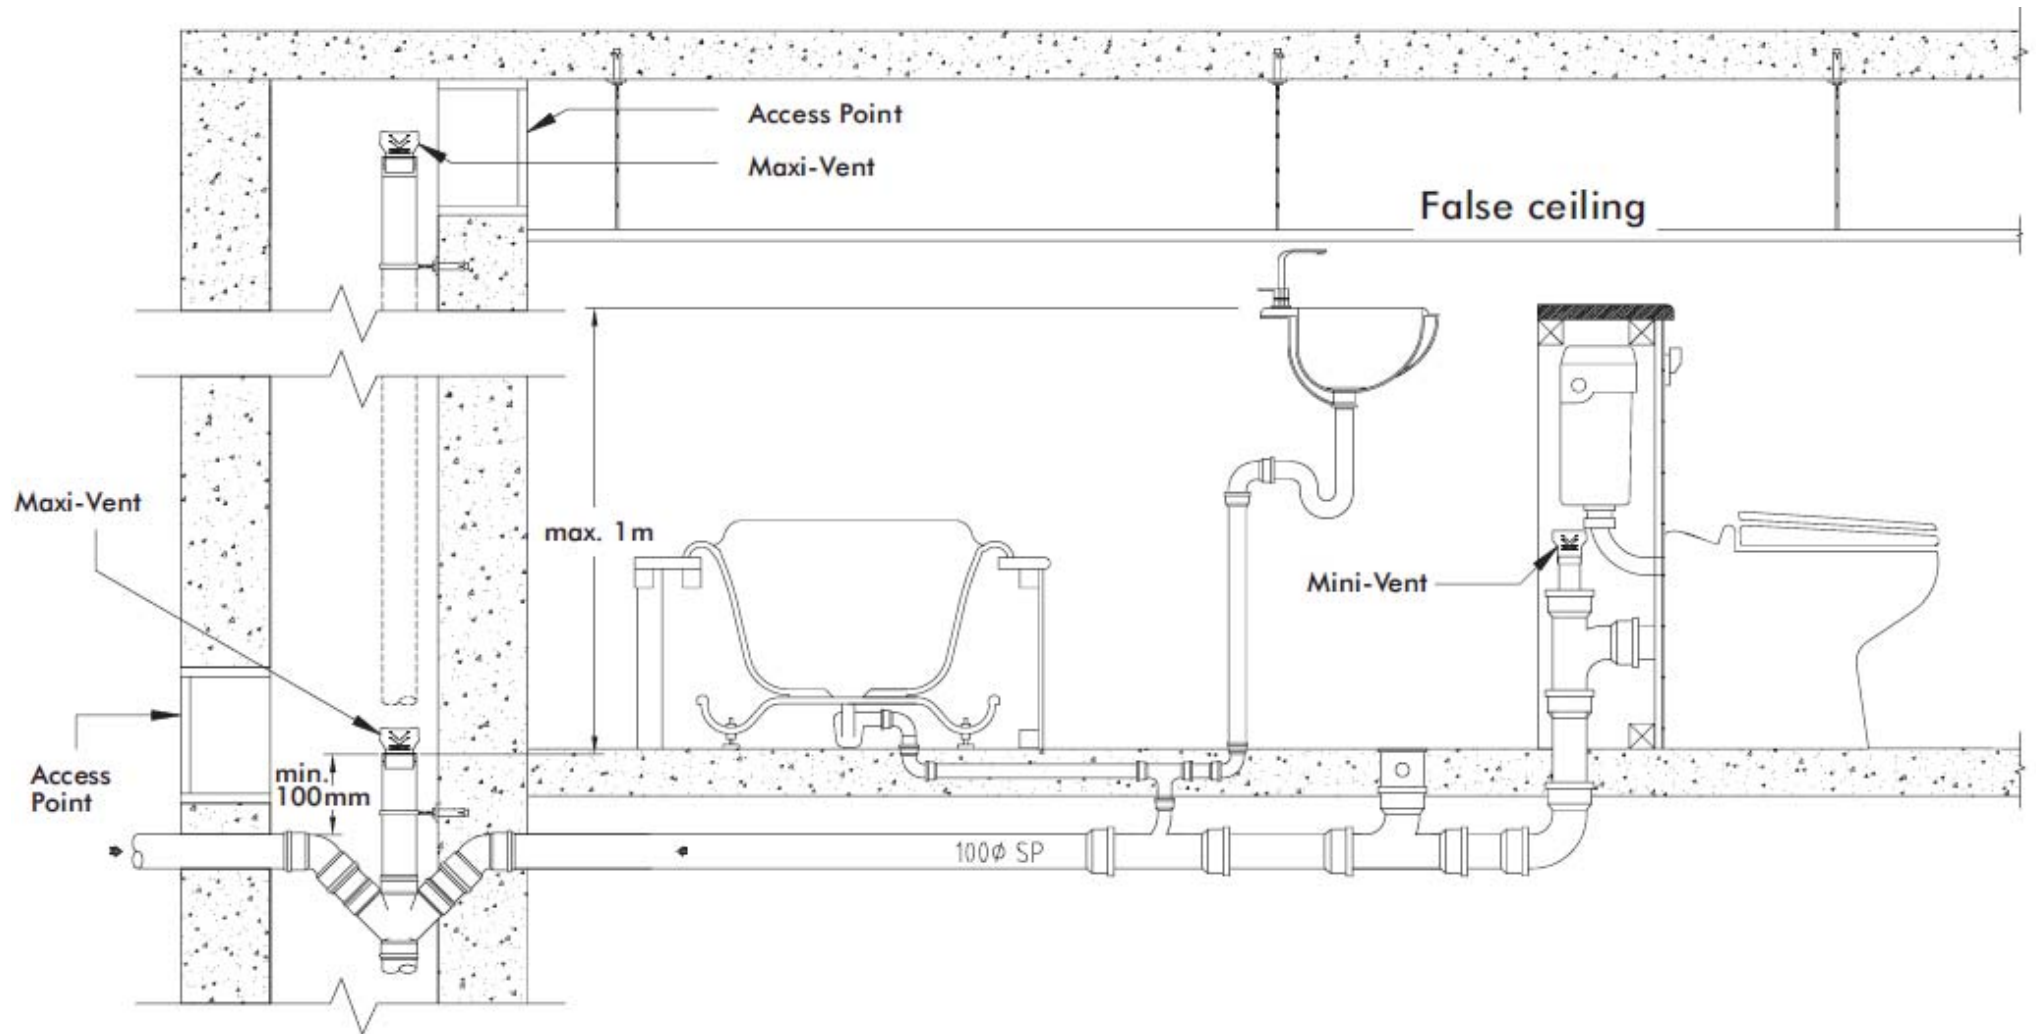 Access Point
Maxi-Vent
False ceiling
Maxi-Vent
max. 1m
Mini-Vent
Access
Point
min.
100mm
100ø SP